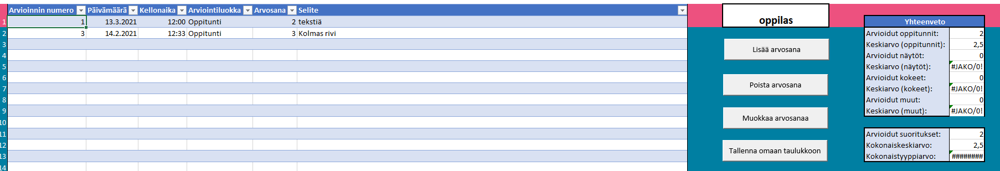 Arvioinnin numero Päivämäärä Kellonaika Arviointiluokka Arvosana Selite
1 1 13.3.2021 12:00 Oppitunti 2 tekstiä
2 3 14.2.2021 12:33 Oppitunti 3 Kolmas rivi
3
4
5
6
7
8
9
10
11
12
13
14
oppilas
Lisää arvosana
Poista arvosana
Muokkaa arvosanaa
Tallenna omaan taulukkoon
Yhteenveto
Arvioidut oppitunnit: 2
Keskiarvo (oppitunnit): 2,5
Arvioidut näytöt: 0
Keskiarvo (näytöt): #JAKO/0!
Arvioidut kokeet: 0
Keskiarvo (kokeet): #JAKO/0!
Arvioidut muut: 0
Keskiarvo (muut): #JAKO/0!
Arvioidut suoritukset: 2
Kokonaiskeskiarvo: 2,5
Kokonaistyyppiarvo: ########